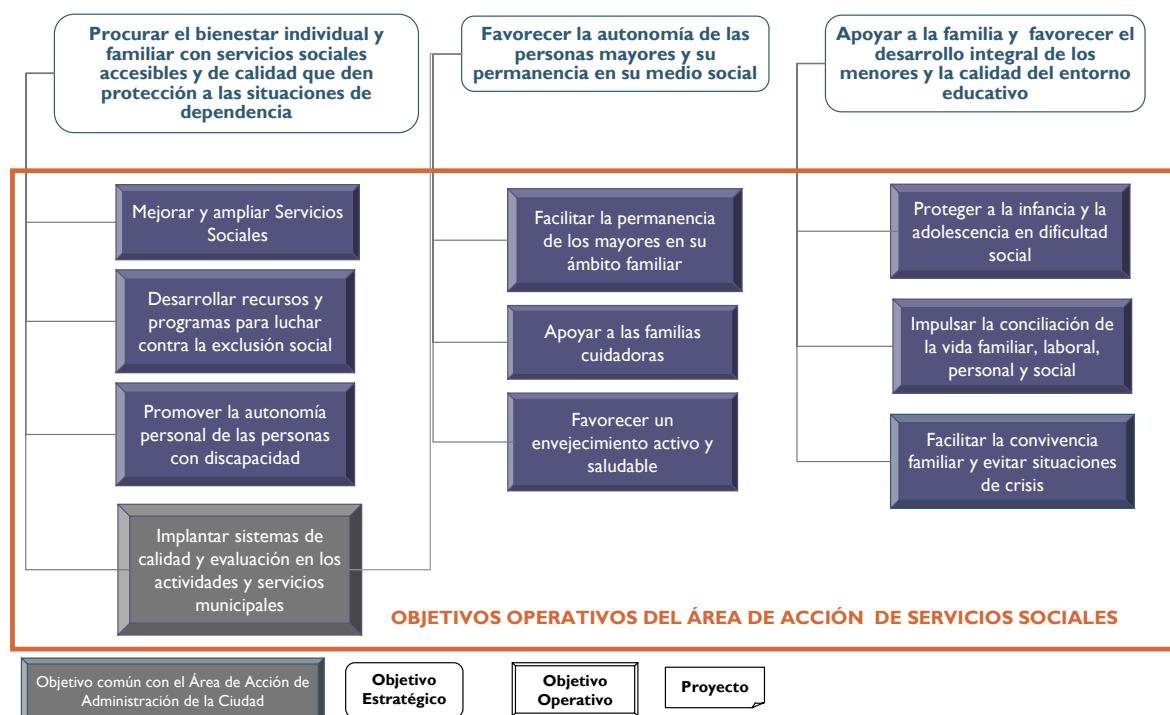 Procurar el bienestar individual y
familiar con servicios sociales
accesibles y de calidad que den
protección a las situaciones de
dependencia
Favorecer la autonomía de las
personas mayores y su
permanencia en su medio social
Apoyar a la familia y favorecer el
desarrollo integral de los
menores y la calidad del entorno
educativo
Mejorar y ampliar Servicios
Sociales
Desarrollar recursos y
programas para luchar
contra la exclusión social
Promover la autonomía
personal de las personas
con discapacidad
Implantar sistemas de
calidad y evaluación en los
actividades y servicios
municipales
Facilitar la permanencia
de los mayores en su
ámbito familiar
Apoyar a las familias
cuidadoras
Favorecer un
envejecimiento activo y
saludable
Proteger a la infancia y la
adolescencia en dificultad
social
Impulsar la conciliación de
la vida familiar, laboral,
personal y social
Facilitar la convivencia
familiar y evitar situaciones
de crisis
OBJETIVOS OPERATIVOS DEL ÁREA DE ACCIÓN DE SERVICIOS SOCIALES
Objetivo común con el Área de Acción de
Administración de la Ciudad
Objetivo
Estratégico
Objetivo
Operativo
Proyecto